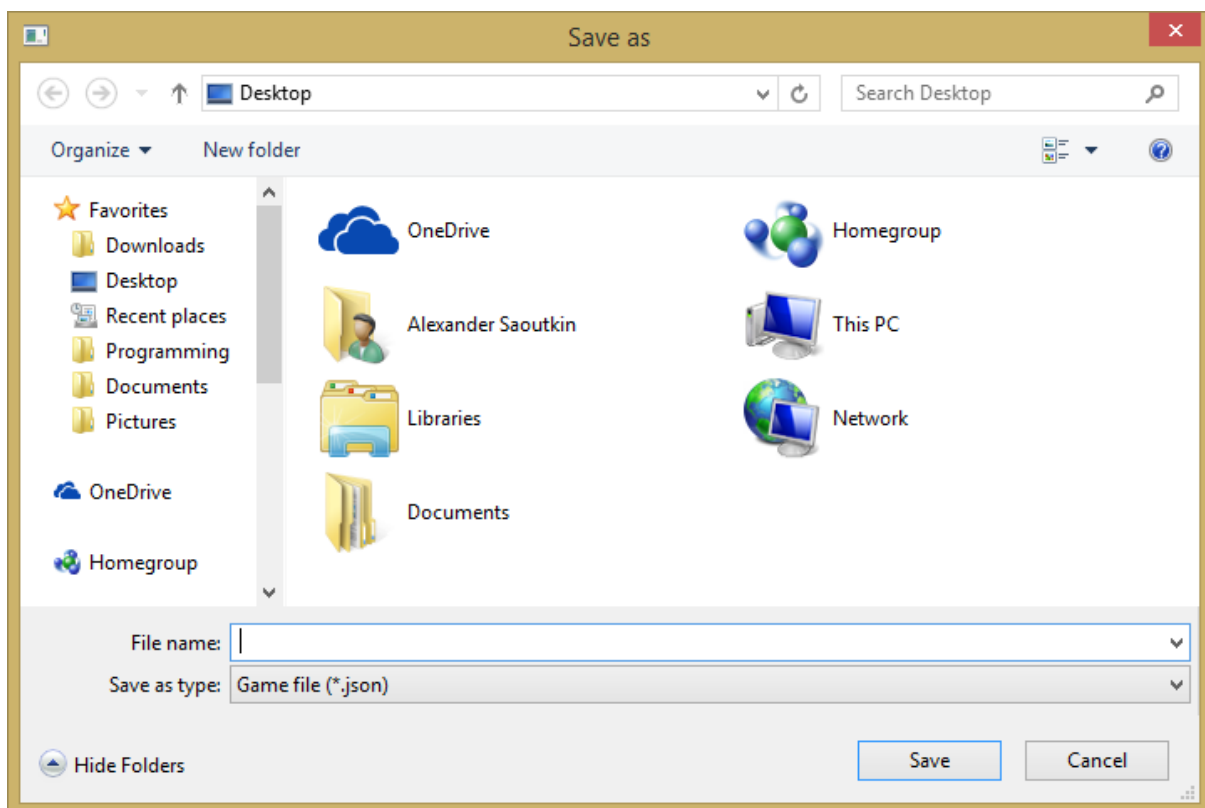 Save as
Desktop
Search Desktop
Organize
New folder
Favorites
Downloads
Desktop
Recent places
Programming
Documents
Pictures
OneDrive
Homegroup
OneDrive
Homegroup
Alexander Saoutkin
This PC
Libraries
Network
Documents
File name:
Save as type: Game file (*.json)
Hide Folders
Save
Cancel